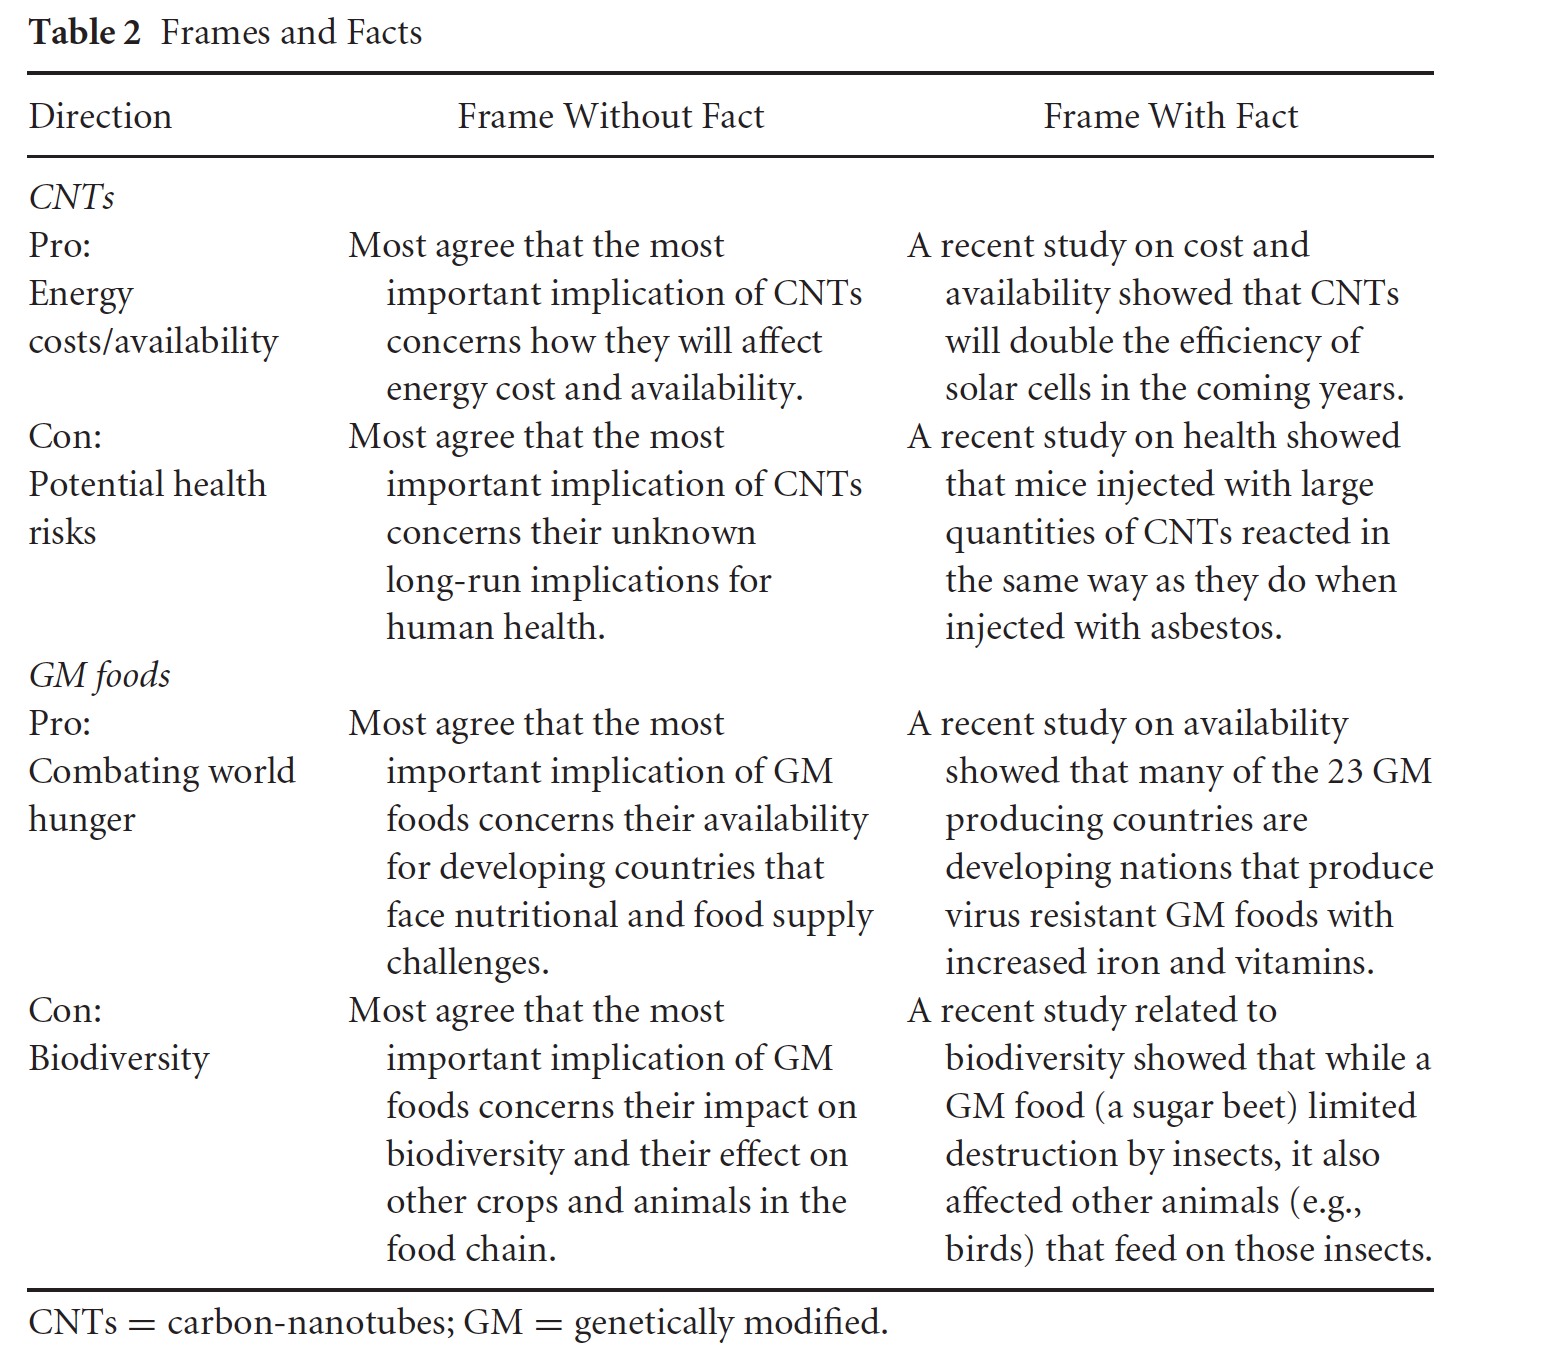 Table 2 Frames and Facts
Direction Frame Without Fact Frame With Fact
CNTs
Pro: Most agree that the most A recent study on cost and
Energy important implication of CNTs availability showed that CNTs
costs/availability concerns how they will affect will double the efficiency of
energy cost and availability. solar cells in the coming years.
Con: Most agree that the most A recent study on health showed
Potential health important implication of CNTs that mice injected with large
risks concerns their unknown quantities of CNTs reacted in
long-run implications for the same way as they do when
human health. injected with asbestos.
GM foods
Pro: Most agree that the most A recent study on availability
Combating world important implication of GM showed that many of the 23 GM
hunger foods concerns their availability producing countries are
for developing countries that developing nations that produce
face nutritional and food supply virus resistant GM foods with
challenges. increased iron and vitamins.
Con: Most agree that the most A recent study related to
Biodiversity important implication of GM biodiversity showed that while a
foods concerns their impact on GM food (a sugar beet) limited
biodiversity and their effect on destruction by insects, it also
other crops and animals in the affected other animals (e.g.,
food chain. birds) that feed on those insects.
CNTs = carbon-nanotubes; GM = genetically modified.